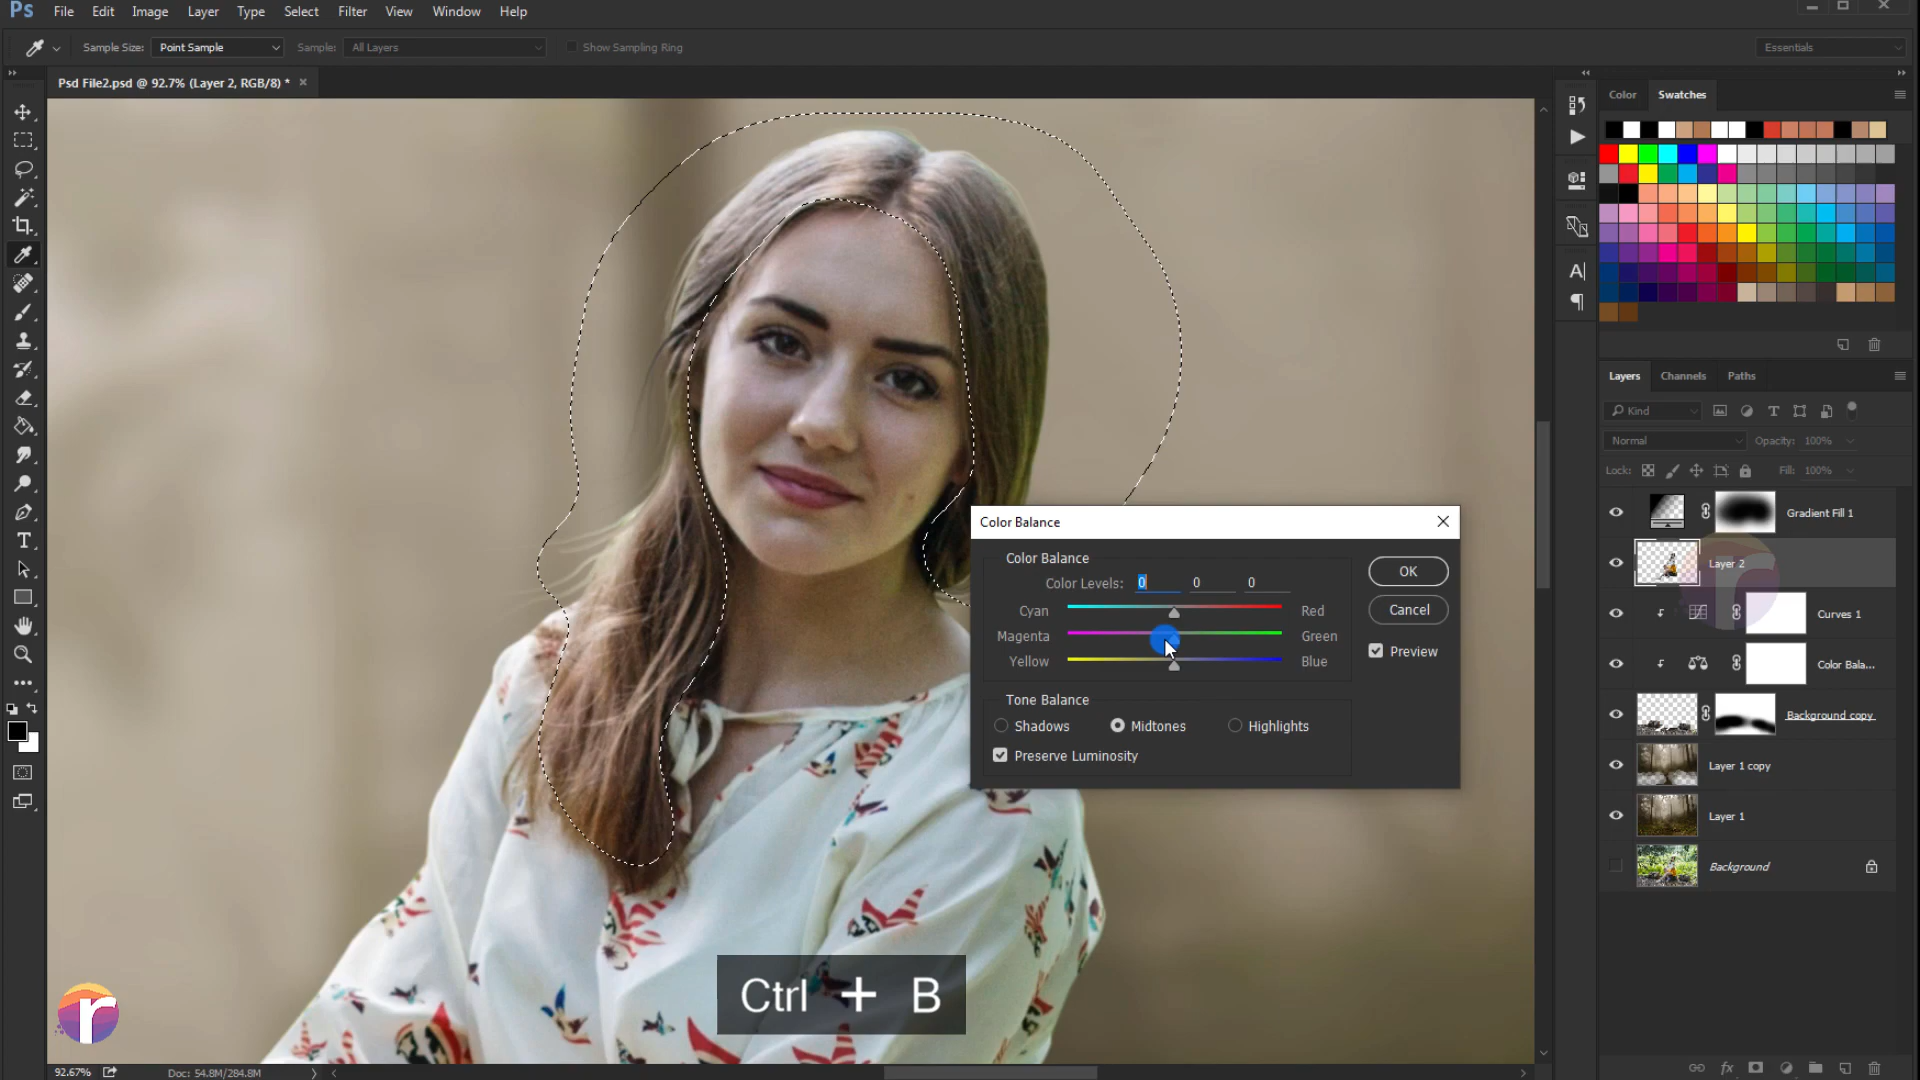 Ps File Edit Image Layer Type Select Filter View Window Help
Sample Size: Point Sample Sample: All Layers Show Sampling Ring Essentials
Psd File2.psd @ 92.7% (Layer 2, RGB/8) *
Color Swatches
Color Balance
Color Balance
Color Levels: 0 0 0
Cyan Red
Magenta Green
Yellow Blue
Tone Balance
Shadows Midtones Highlights
Preserve Luminosity
OK
Cancel
Preview
Layers Channels Paths
Kind
Normal Opacity: 100%
Lock: Fill: 100%
Gradient Fill 1
Layer 2
Curves 1
Color Bala...
Background copy
Layer 1 copy
Layer 1
Background
Ctrl + B
r
92.67% Doc: 54.8M/284.8M